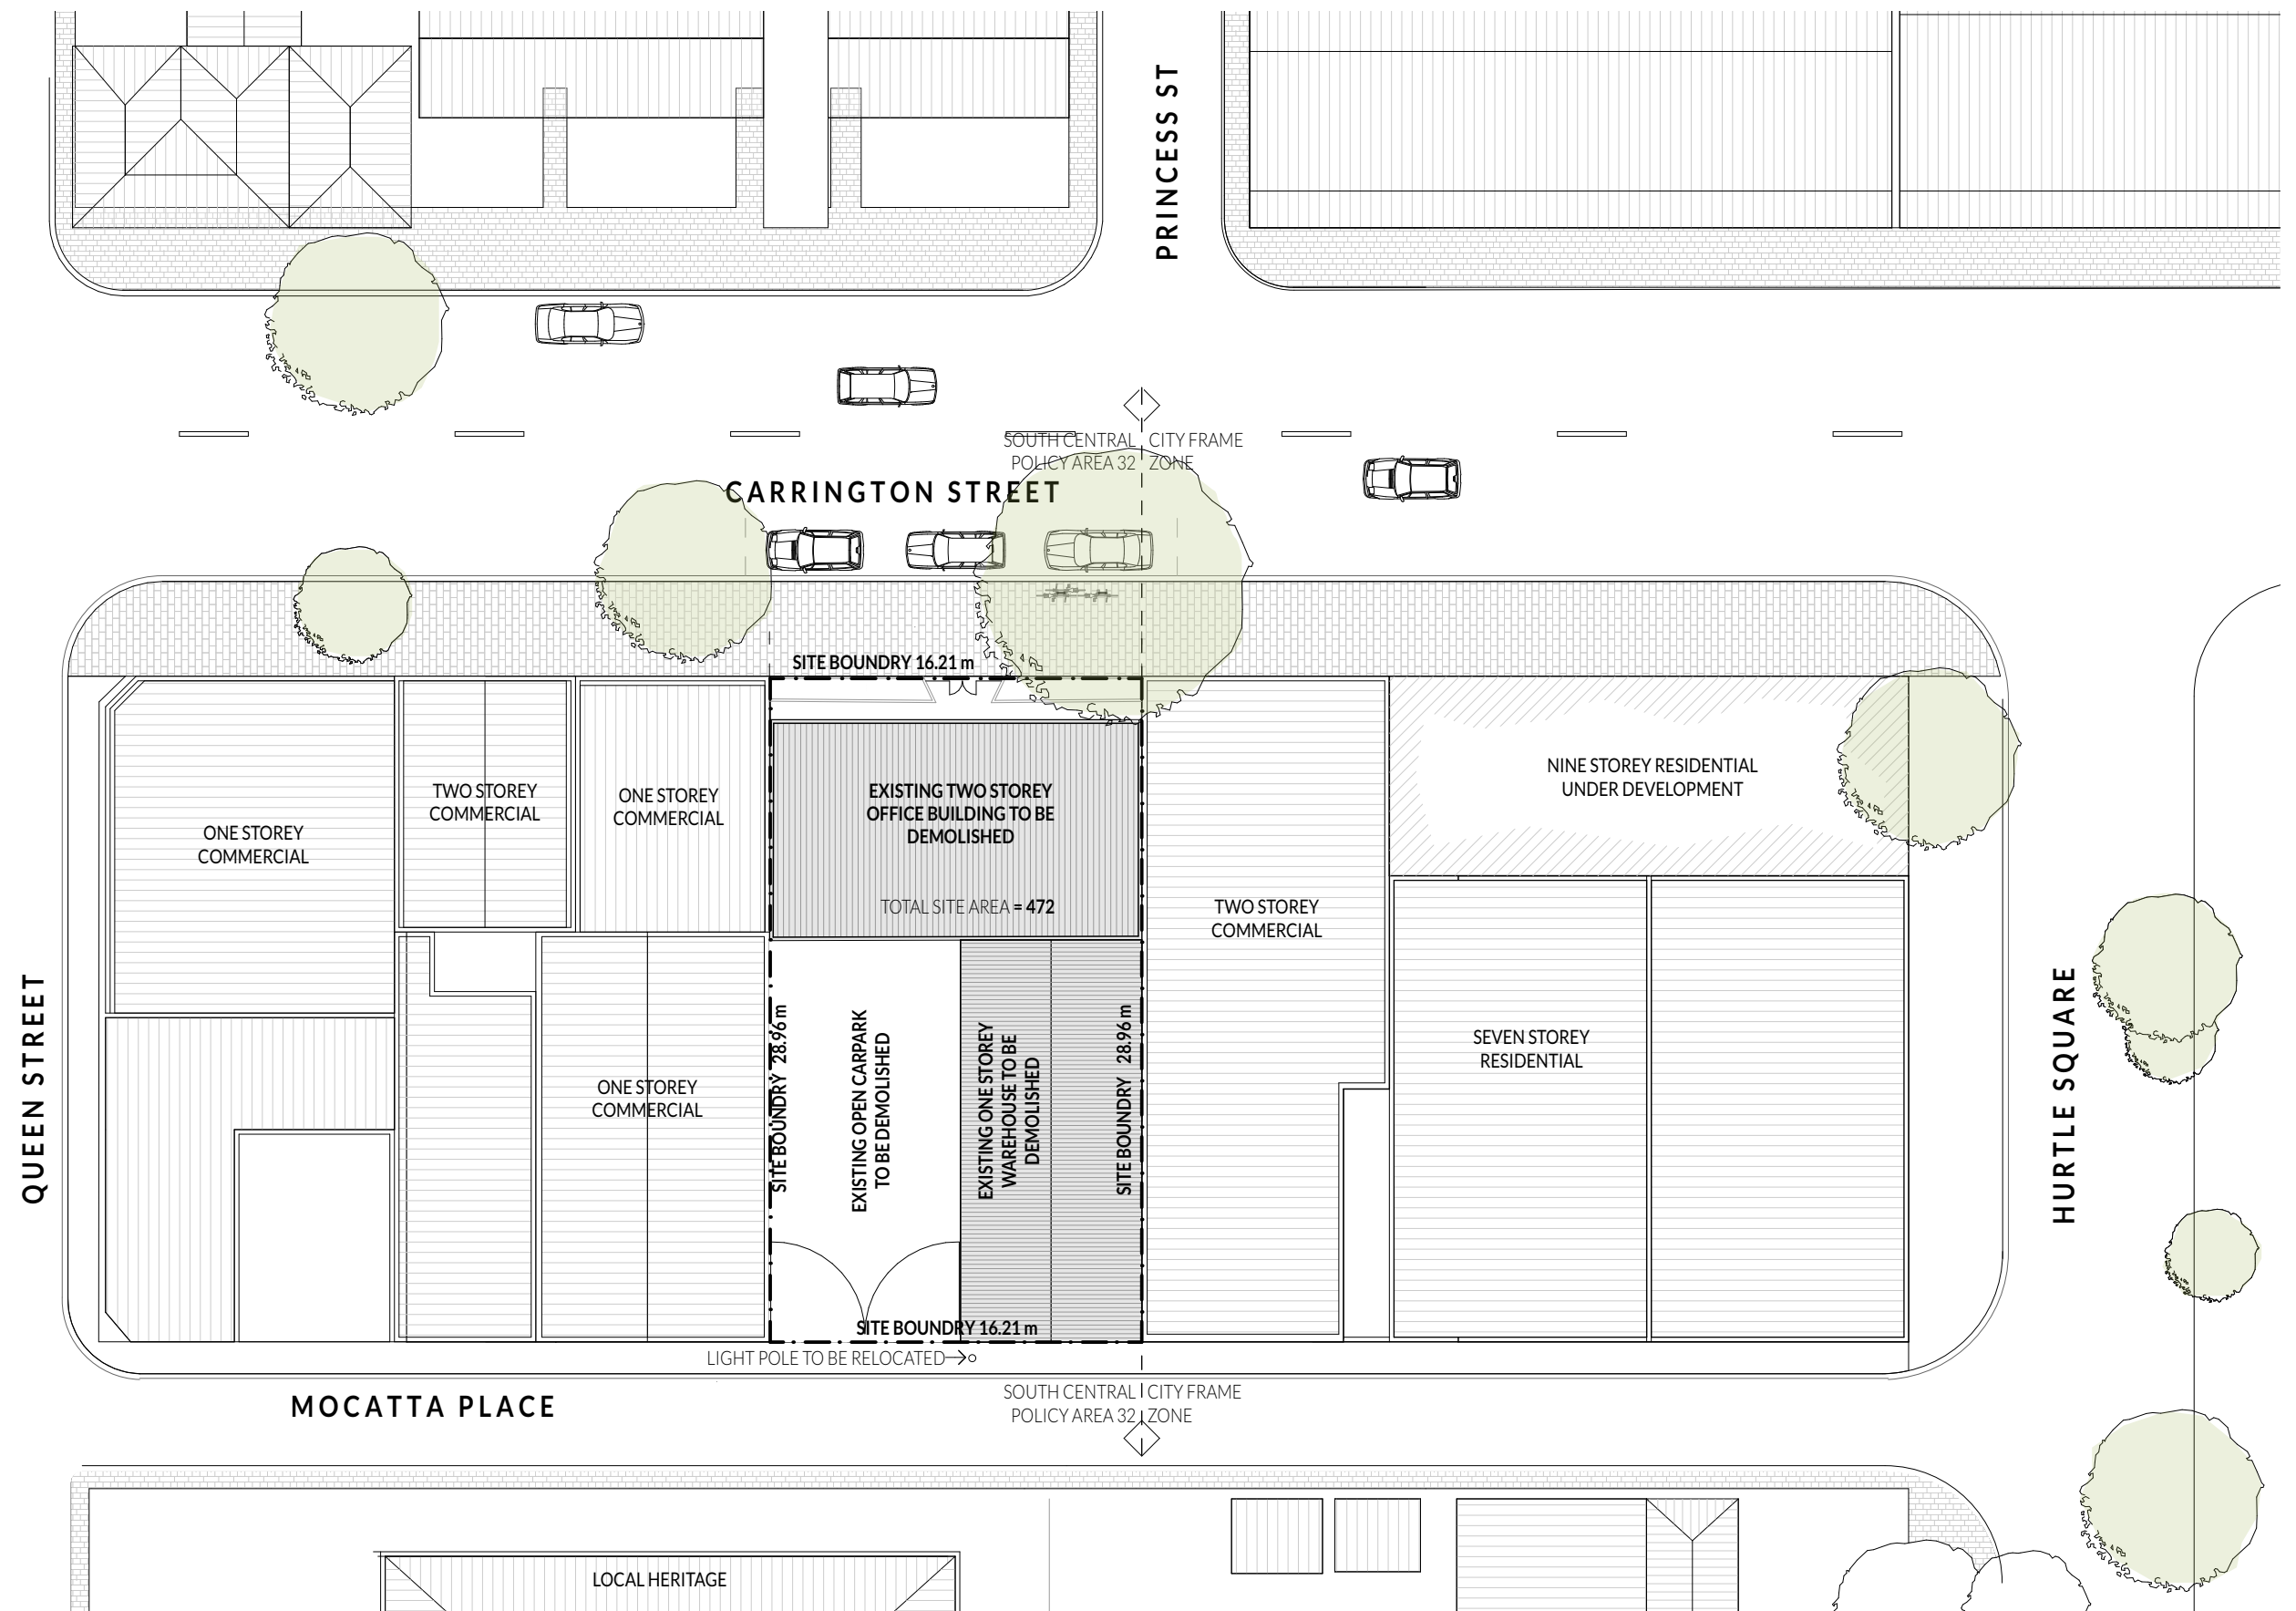 PRINCESS ST
SOUTH CENTRAL
POLICY AREA 32
CITY FRAME
ZONE
CARRINGTON STREET
SITE BOUNDRY 16.21 m
ONE STOREY
COMMERCIAL
TWO STOREY
COMMERCIAL
ONE STOREY
COMMERCIAL
EXISTING TWO STOREY
OFFICE BUILDING TO BE
DEMOLISHED
TOTAL SITE AREA = 472
TWO STOREY
COMMERCIAL
NINE STOREY RESIDENTIAL
UNDER DEVELOPMENT
QUEEN STREET
ONE STOREY
COMMERCIAL
SITE BOUNDRY 28.96 m
EXISTING OPEN CARPARK
TO BE DEMOLISHED
EXISTING ONE STOREY
WAREHOUSE TO BE
DEMOLISHED
SITE BOUNDRY 28.96 m
SEVEN STOREY
RESIDENTIAL
HURTLE SQUARE
SITE BOUNDRY 16.21 m
LIGHT POLE TO BE RELOCATED
MOCATTA PLACE
SOUTH CENTRAL
POLICY AREA 32
CITY FRAME
ZONE
LOCAL HERITAGE